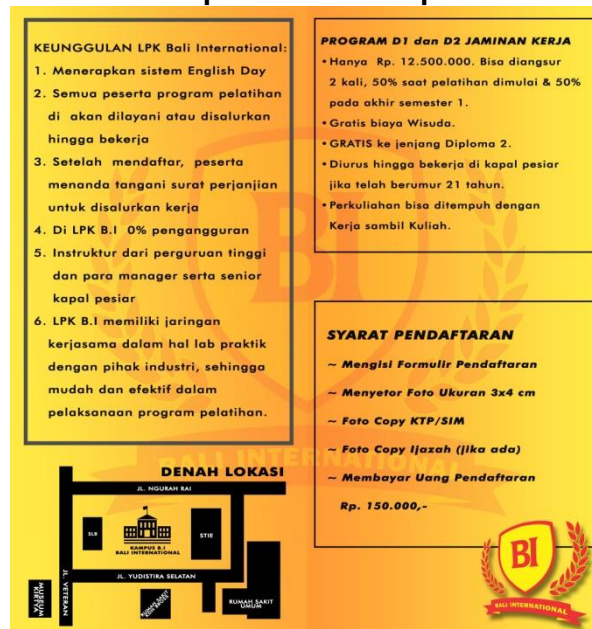 KEUNGGULAN LPK Bali International:
1. Menerapkan sistem English Day
2. Semua peserta program pelatihan
di akan dilayani atau disalurkan
hingga bekerja
3. Setelah mendaftar, peserta
menanda tangani surat perjanjian
untuk disalurkan kerja
4. Di LPK B.I 0% pengangguran
5. Instruktur dari perguruan tinggi
dan para manager serta senior
kapal pesiar
6. LPK B.I memiliki jaringan
kerjasama dalam hal lab praktik
dengan pihak industri, sehingga
mudah dan efektif dalam
pelaksanaan program pelatihan.
PROGRAM D1 dan D2 JAMINAN KERJA
• Hanya Rp. 12.500.000. Bisa diangsur
2 kali, 50% saat pelatihan dimulai & 50%
pada akhir semester 1.
• Gratis biaya Wisuda.
• GRATIS ke jenjang Diploma 2.
• Diurus hingga bekerja di kapal pesiar
jika telah berumur 21 tahun.
• Perkuliahan bisa ditempuh dengan
Kerja sambil Kuliah.
SYARAT PENDAFTARAN
~ Mengisi Formulir Pendaftaran
~ Menyetor Foto Ukuran 3x4 cm
~ Foto Copy KTP/SIM
~ Foto Copy Ijazah (jika ada)
~ Membayar Uang Pendaftaran
Rp. 150.000,-
BI
BALI INTERNATIONAL
DENAH LOKASI
JL. NGURAH RAI
SLB
KAMPUS B.I
BALI INTERNATIONAL
STIE
JL. VETERAN
JL. YUDISTIRA SELATAN
MUSEUM
KIRTYA
RUMAH SAKIT
RUMAH SAKIT
UMUM
BI
BALI INTERNATIONAL